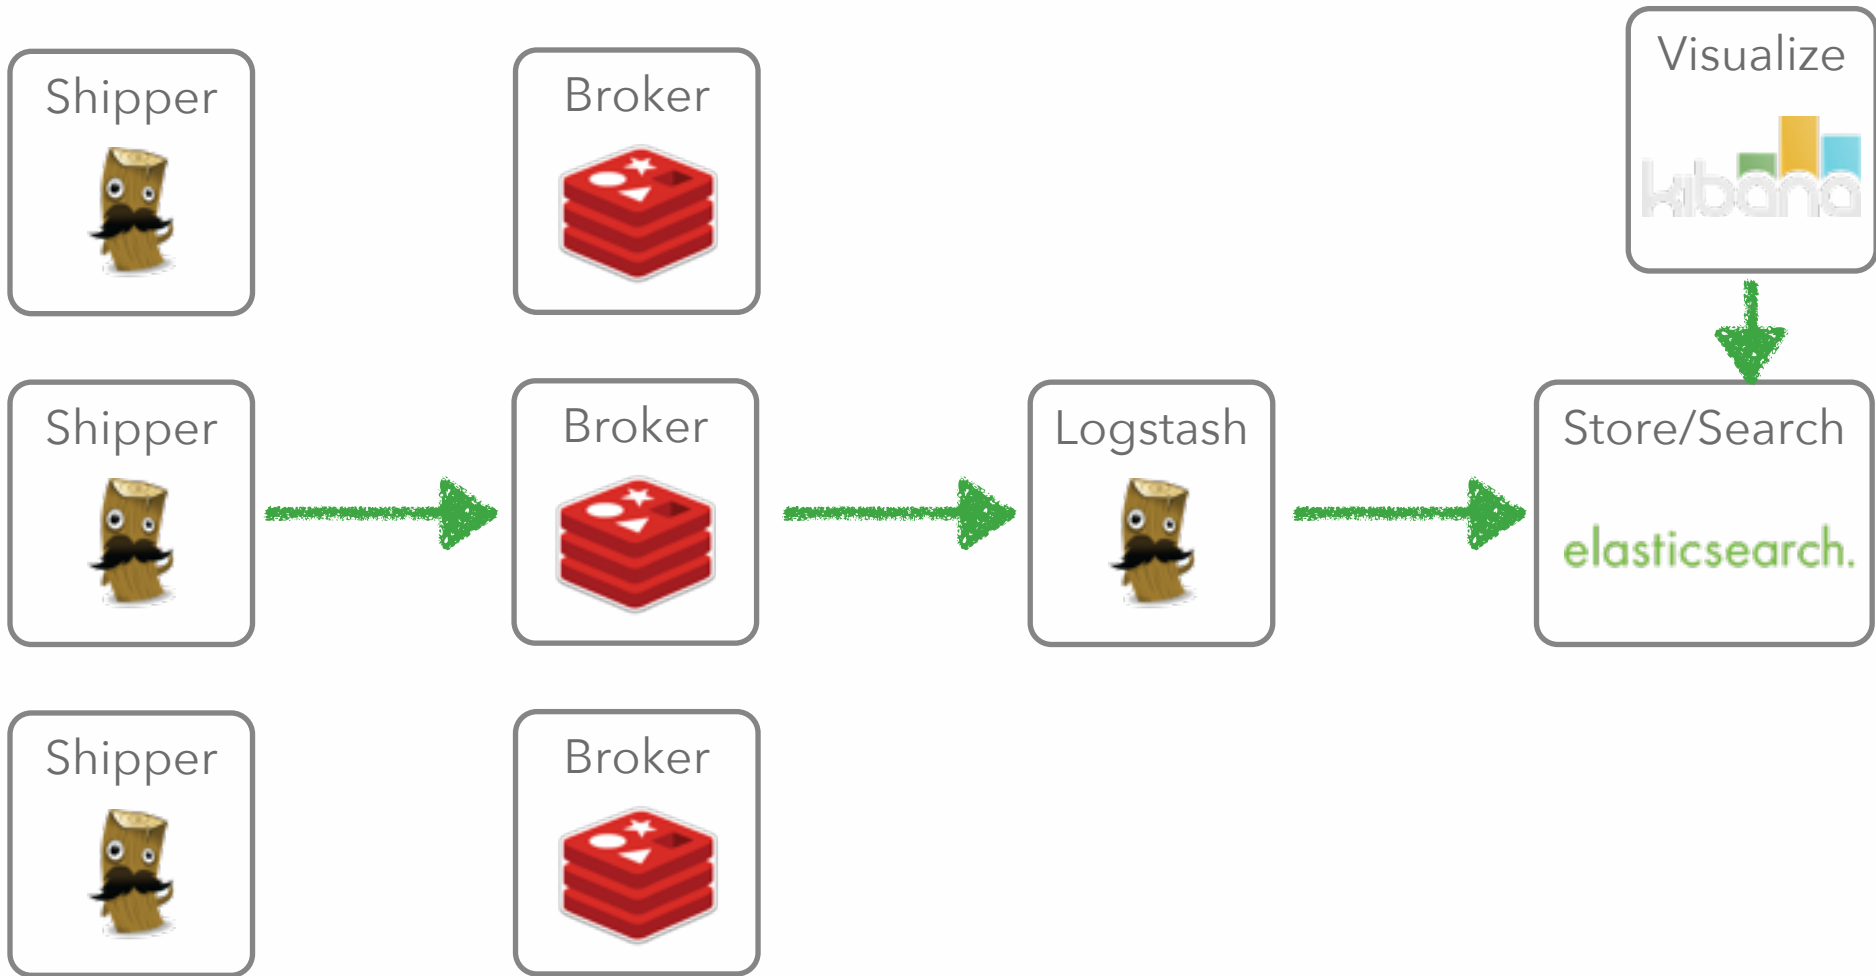 Shipper
Broker
Visualize
kibana
Shipper
Broker
Logstash
Store/Search
elasticsearch.
Shipper
Broker